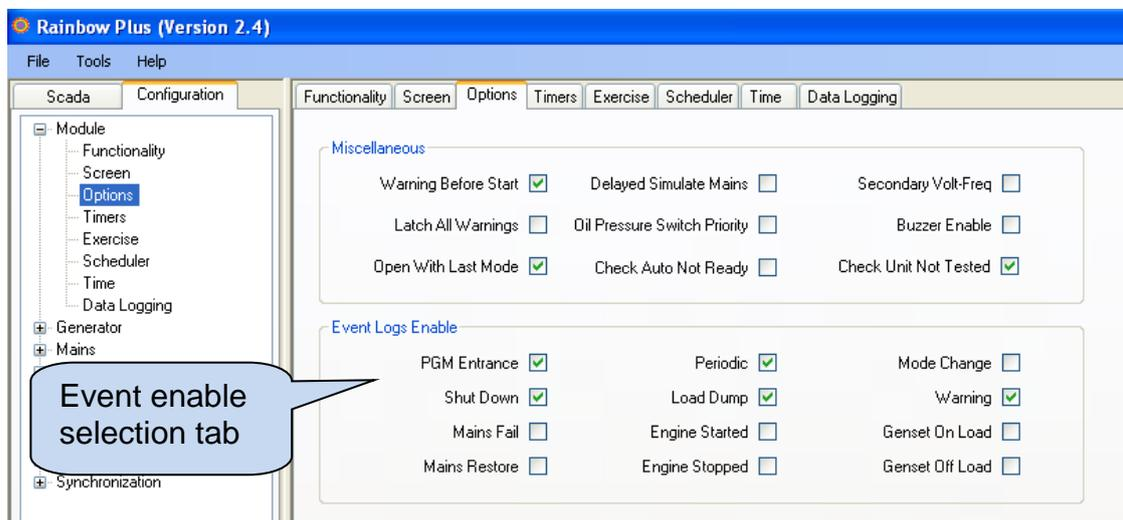 Rainbow Plus (Version 2.4)
File Tools Help
Scada Configuration
Functionality Screen Options Timers Exercise Scheduler Time Data Logging
Module
Functionality
Screen
Options
Timers
Exercise
Scheduler
Time
Data Logging
Generator
Mains
Synchronization
Event enable
selection tab
Miscellaneous
Warning Before Start Delayed Simulate Mains Secondary Volt-Freq
Latch All Warnings Oil Pressure Switch Priority Buzzer Enable
Open With Last Mode Check Auto Not Ready Check Unit Not Tested
Event Logs Enable
PGM Entrance Periodic Mode Change
Shut Down Load Dump Warning
Mains Fail Engine Started Genset On Load
Mains Restore Engine Stopped Genset Off Load